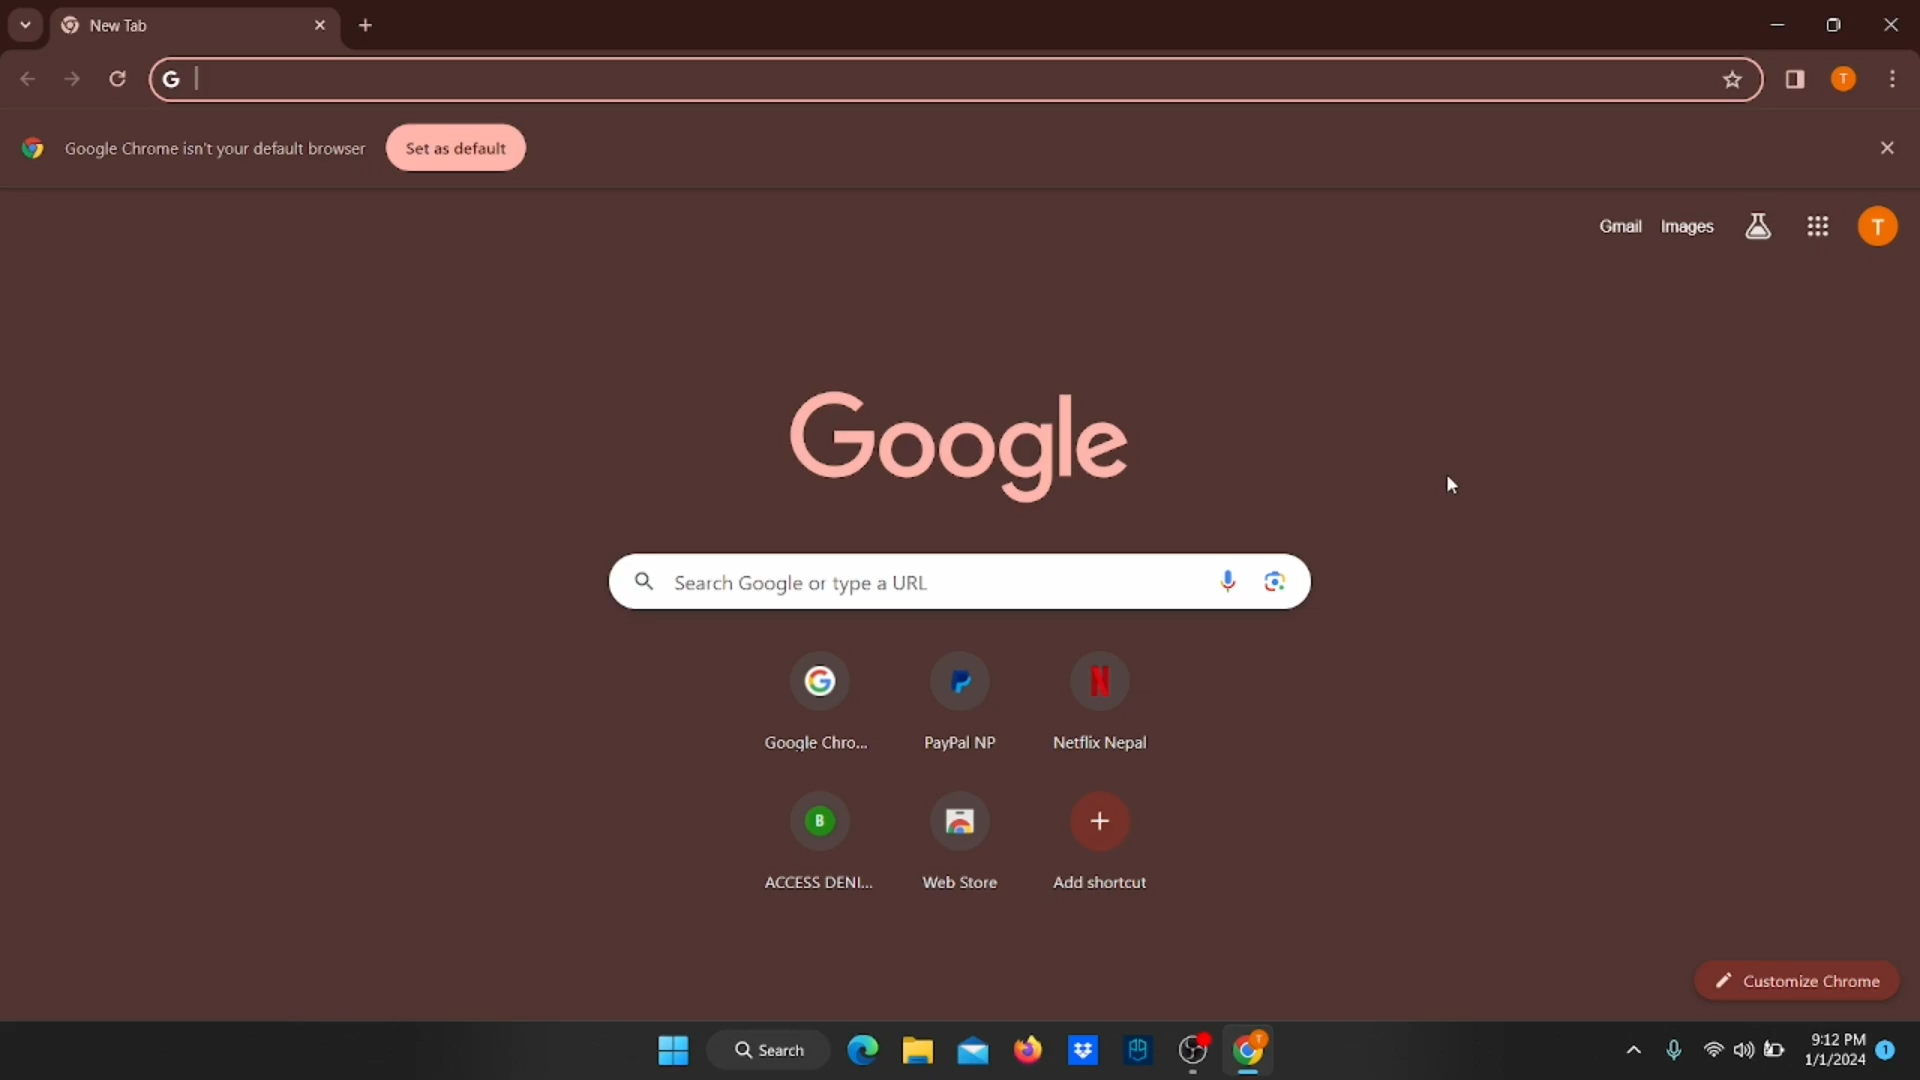 New Tab
Google Chrome isn't your default browser
Set as default
Gmail
Images
T
Google
Search Google or type a URL
Google Chro...
PayPal NP
Netflix Nepal
B
ACCESS DENI...
Web Store
Add shortcut
Customize Chrome
Search
9:12 PM
1/1/2024
1